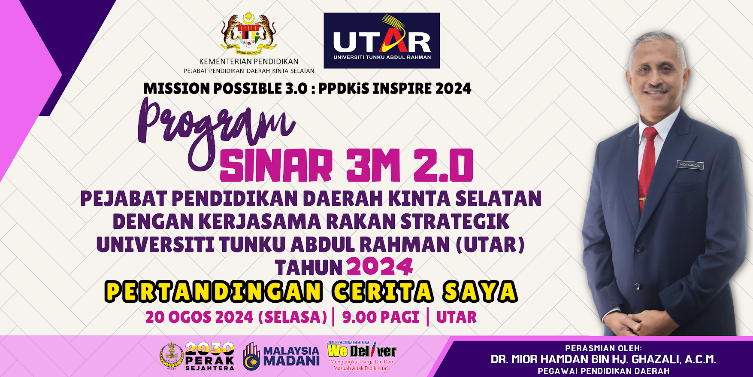 KEMENTERIAN PENDIDIKAN
PEJABAT PENDIDIKAN DAERAH KINTA SELATAN
UTAR
UNIVERSITI TUNKU ABDUL RAHMAN
MISSION POSSIBLE 3.0 : PPDKiS INSPIRE 2024
Program
SINAR 3M 2.0
PEJABAT PENDIDIKAN DAERAH KINTA SELATAN
DENGAN KERJASAMA RAKAN STRATEGIK
UNIVERSITI TUNKU ABDUL RAHMAN (UTAR)
TAHUN 2024
PERTANDINGAN CERITA SAYA
20 OGOS 2024 (SELASA)| 9.00 PAGI | UTAR
2030
PERAK
SEJAHTERA
MALAYSIA
MADANI
We Deliver
PERASMIAN OLEH:
DR. MIOR HAMDAN BIN HJ. GHAZALI, A.C.M.
PEGAWAI PENDIDIKAN DAERAH